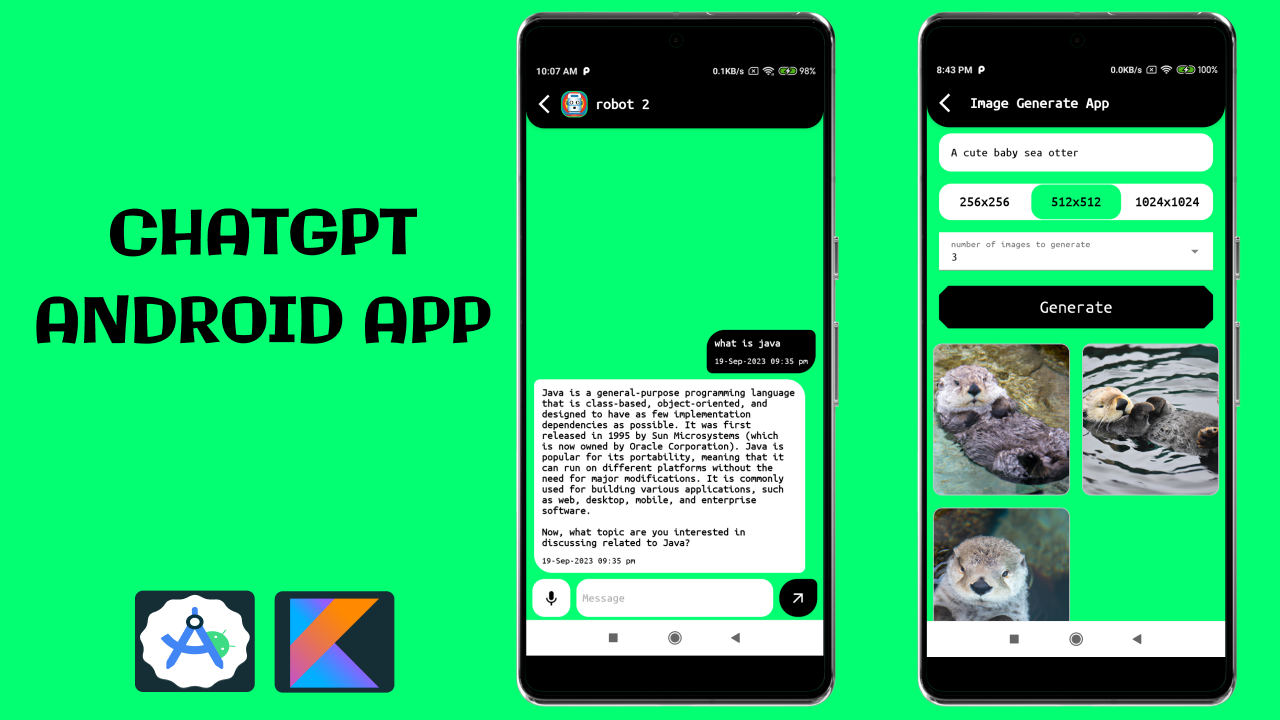 CHATGPT
ANDROID APP
10:07 AM
0.1KB/s
98%
robot 2
what is java
19-Sep-2023 09:35 pm
Java is a general-purpose programming language
that is class-based, object-oriented, and
designed to have as few implementation
dependencies as possible. It was first
released in 1995 by Sun Microsystems (which
is now owned by Oracle Corporation). Java is
popular for its portability, meaning that it
can run on different platforms without the
need for major modifications. It is commonly
used for building various applications, such
as web, desktop, mobile, and enterprise
software.
Now, what topic are you interested in
discussing related to Java?
19-Sep-2023 09:35 pm
Message
8:43 PM
0.0KB/s
100%
Image Generate App
A cute baby sea otter
256x256 512x512 1024x1024
number of images to generate
3
Generate